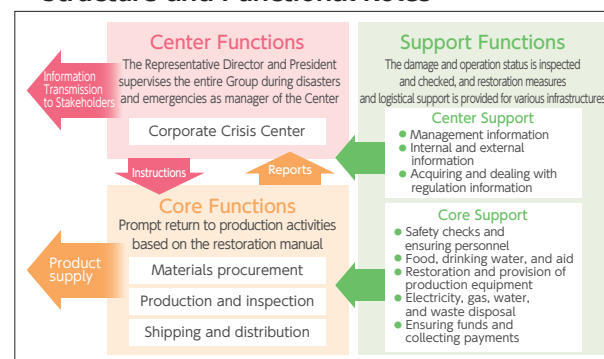 Structure and Functional Roles
Center Functions
The Representative Director and President
supervises the entire Group during disasters
and emergencies as manager of the Center
Corporate Crisis Center
Information
Transmission
to Stakeholders
Instructions
Reports
Core Functions
Prompt return to production activities
based on the restoration manual
Materials procurement
Production and inspection
Shipping and distribution
Product
supply
Support Functions
The damage and operation status is inspected
and checked, and restoration measures
and logistical support is provided for various infrastructures
Center Support
● Management information
● Internal and external
information
● Acquiring and dealing with
regulation information
Core Support
● Safety checks and
ensuring personnel
● Food, drinking water, and aid
● Restoration and provision of
production equipment
● Electricity, gas, water,
and waste disposal
● Ensuring funds and
collecting payments